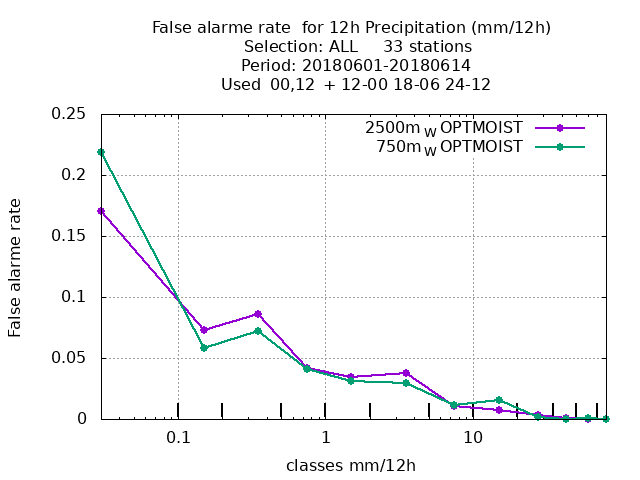 False alarme rate  for 12h Precipitation (mm/12h)
Selection: ALL     33 stations
Period: 20180601-20180614
Used  00,12  + 12-00 18-06 24-12
2500m W OPTMOIST
750m W OPTMOIST
0.25
0.2
0.15
0.1
0.05
0
False alarme rate
0.1 1 10
classes mm/12h